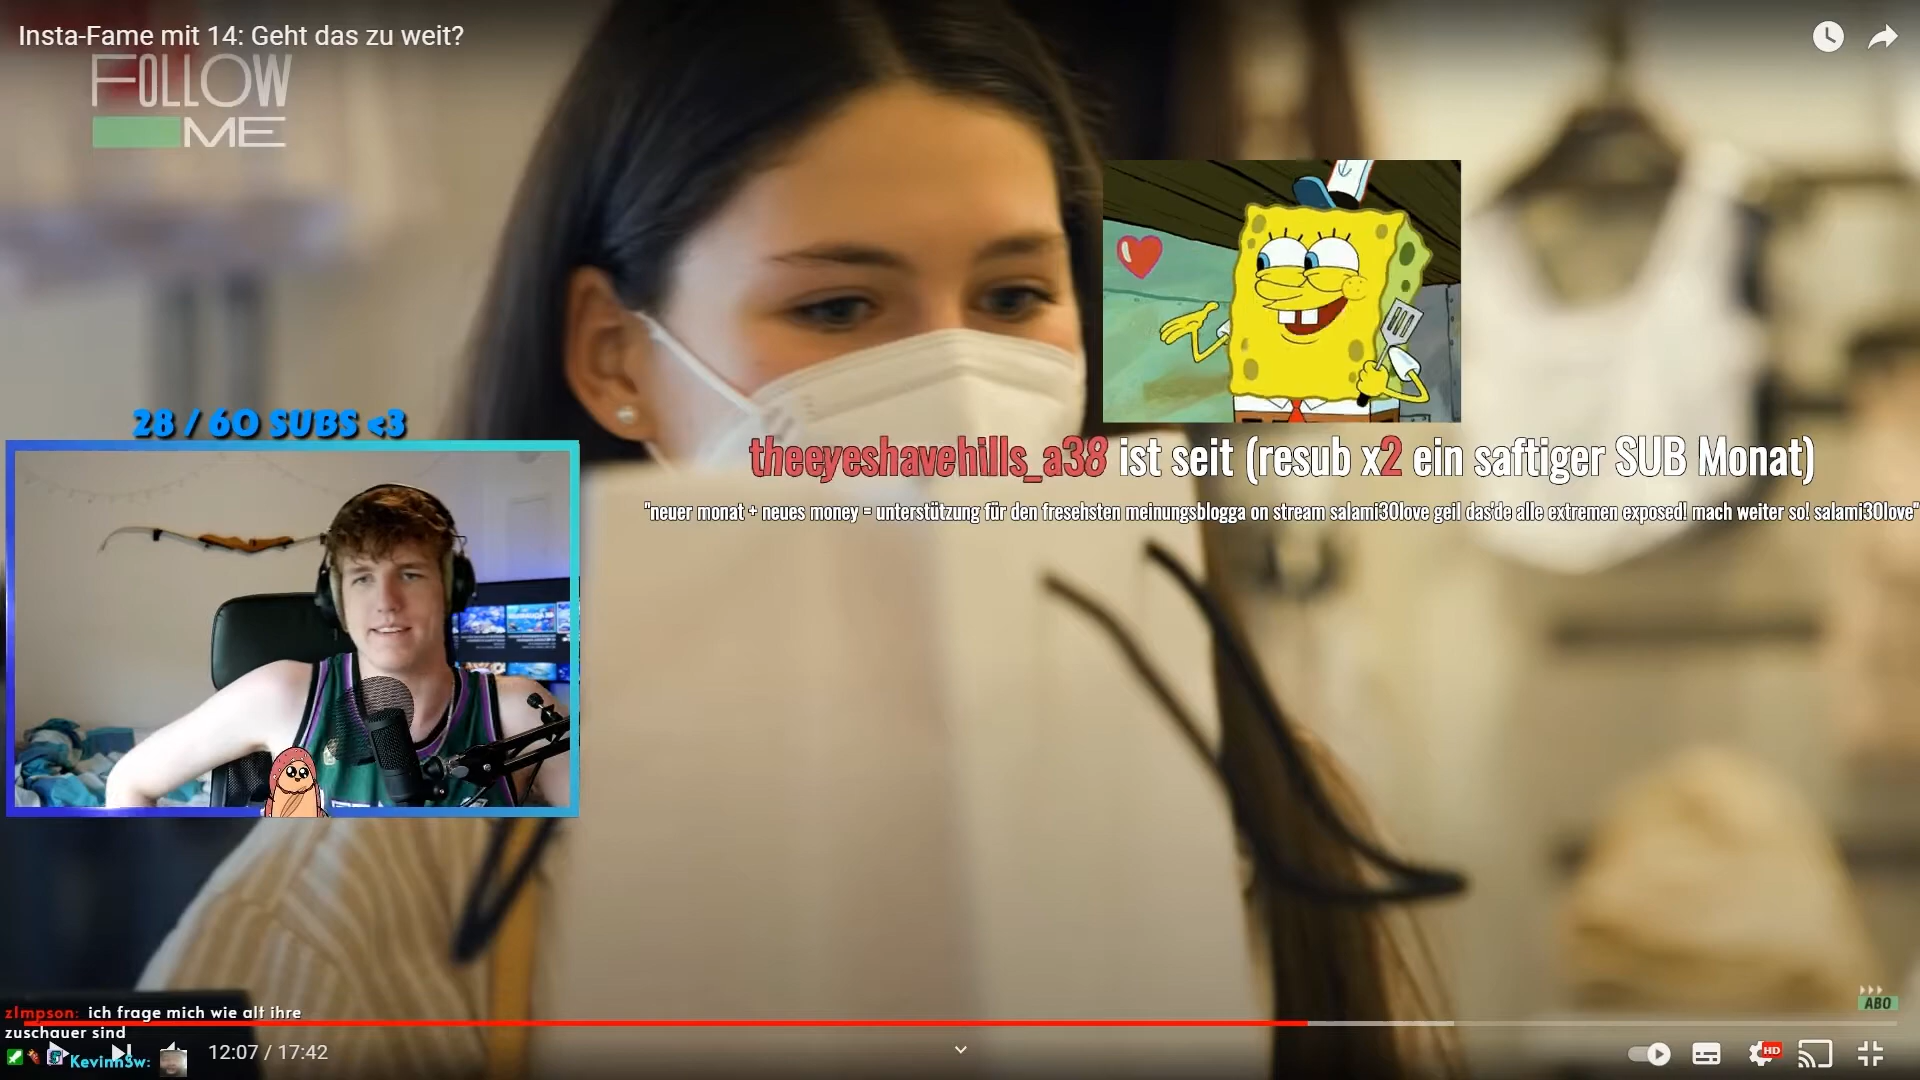 Insta-Fame mit 14: Geht das zu weit?
FOLLOW
ME
28 / 60 SUBS <3
theeyeshavehills_a38 ist seit (resub x2 ein saftiger SUB Monat)
"neuer monat + neues money = unterstützung für den fresehsten meinungsblogga on stream salami30love geil das'de alle extremen exposed! mach weiter so! salami30love"
zImpson: ich frage mich wie alt ihre
zuschauer sind
KevinnSw:
12:07 / 17:42
ABO
HD